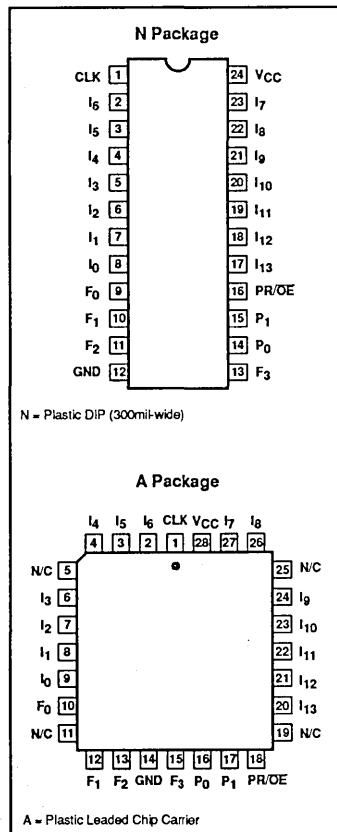 N Package
CLK 1 24 VCC
I6 2 23 I7
I5 3 22 I8
I4 4 21 I9
I3 5 20 I10
I2 6 19 I11
I1 7 18 I12
I0 8 17 I13
F0 9 16 PR/OE
F1 10 15 P1
F2 11 14 P0
GND 12 13 F3
N = Plastic DIP (300mil-wide)
A Package
I4 I5 I6 CLK VCC I7 I8
4 3 2 1 28 27 26
N/C 5 25 N/C
I3 6 24 I9
I2 7 23 I10
I1 8 22 I11
I0 9 21 I12
F0 10 20 I13
N/C 11 19 N/C
12 13 14 15 16 17 18
F1 F2 GND F3 P0 P1 PR/OE
A = Plastic Leaded Chip Carrier